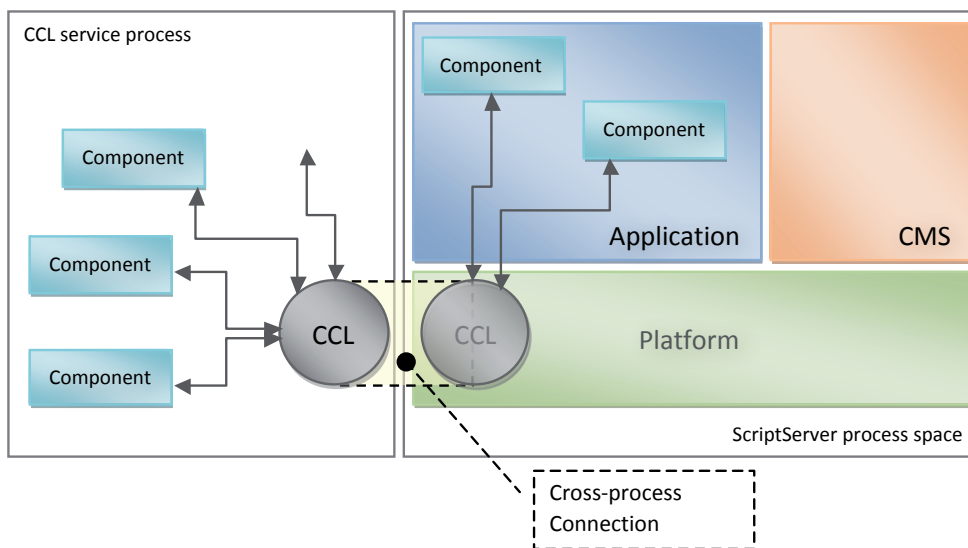 CCL service process
Component
Component
Component
Component
Component
Application
CMS
CCL
CCL
Platform
ScriptServer process space
Cross-process
Connection